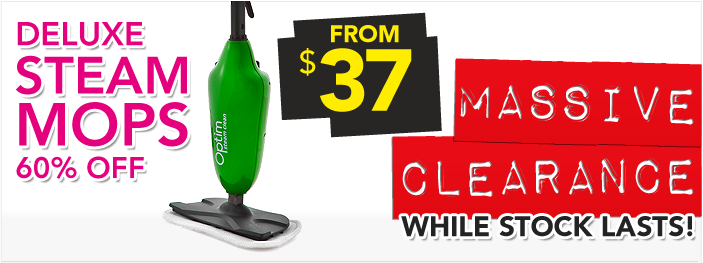 DELUXE
STEAM
MOPS
60% OFF
Optim
steam clean
FROM
$37
MASSIVE
CLEARANCE
WHILE STOCK LASTS!